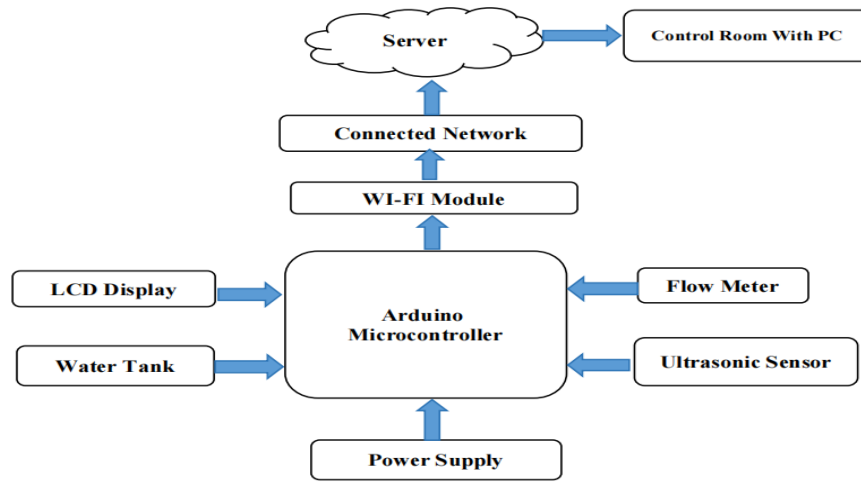 Server
Control Room With PC
Connected Network
WI-FI Module
LCD Display
Arduino
Microcontroller
Flow Meter
Water Tank
Ultrasonic Sensor
Power Supply